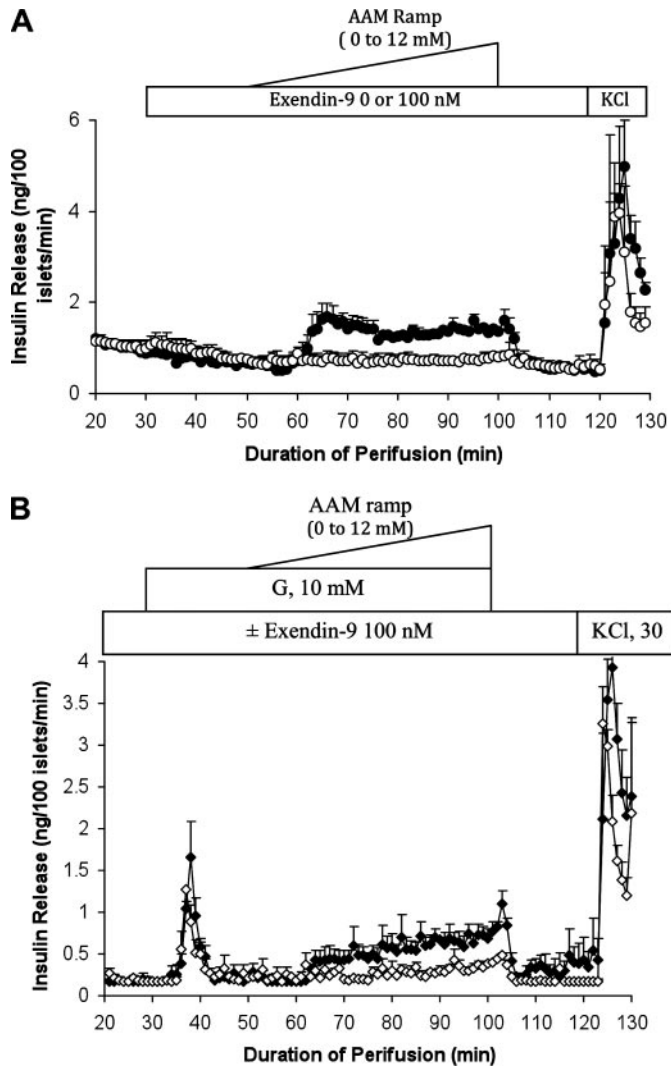 A
AAM Ramp
( 0 to 12 mM)
Exendin-9 0 or 100 nM
KCl
Insulin Release (ng/100
islets/min)
6
4
2
0
20 30 40 50 60 70 80 90 100 110 120 130
Duration of Perifusion (min)
B
AAM ramp
(0 to 12 mM)
G, 10 mM
± Exendin-9 100 nM
KCl, 30
Insulin Release (ng/100 islets/min)
4
3.5
3
2.5
2
1.5
1
0.5
0
20 30 40 50 60 70 80 90 100 110 120 130
Duration of Perifusion (min)